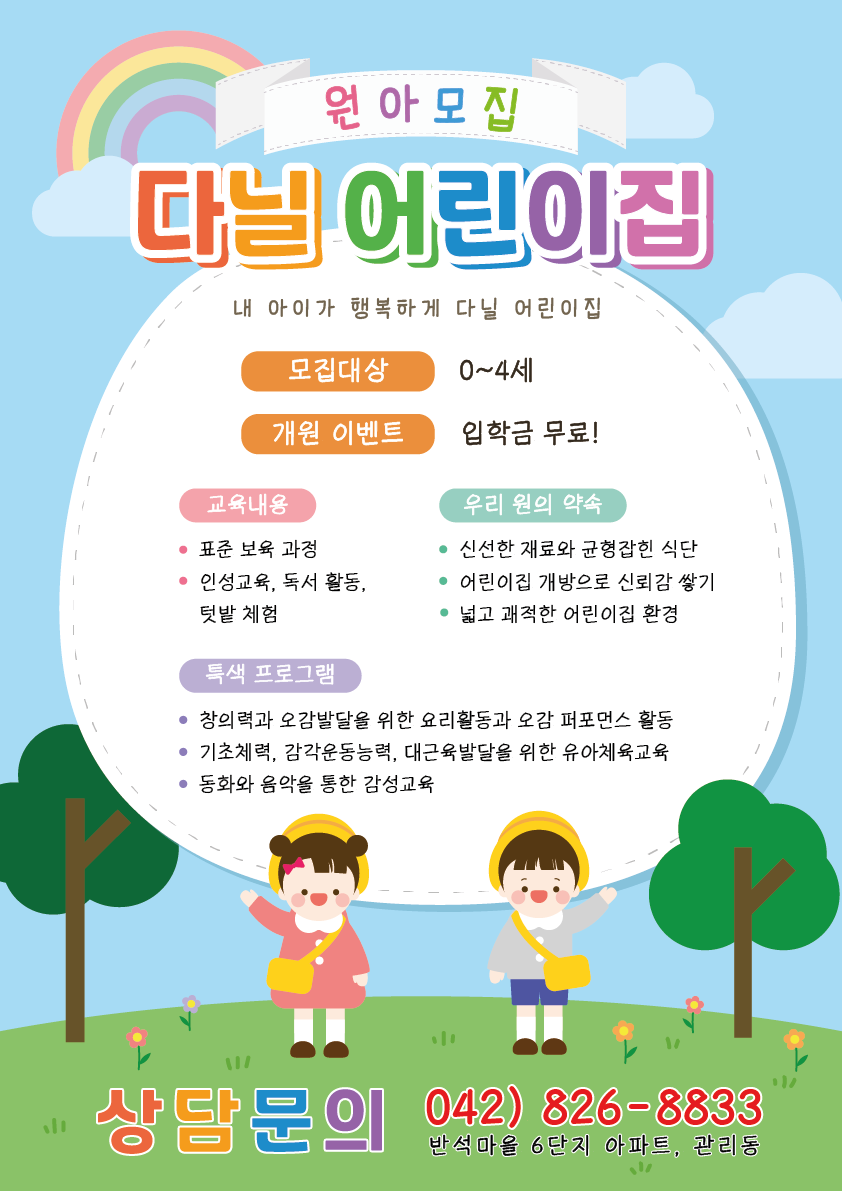 원아모집
다닐 어린이집
내 아이가 행복하게 다닐 어린이집
모집대상 0~4세
개원 이벤트 입학금 무료!
교육내용
• 표준 보육 과정
• 인성교육, 독서 활동,
텃밭 체험
우리 원의 약속
• 신선한 재료와 균형잡힌 식단
• 어린이집 개방으로 신뢰감 쌓기
• 넓고 쾌적한 어린이집 환경
특색 프로그램
• 창의력과 오감발달을 위한 요리활동과 오감 퍼포먼스 활동
• 기초체력, 감각운동능력, 대근육발달을 위한 유아체육교육
• 동화와 음악을 통한 감성교육
상담문의 042) 826-8833
반석마을 6단지 아파트, 관리동